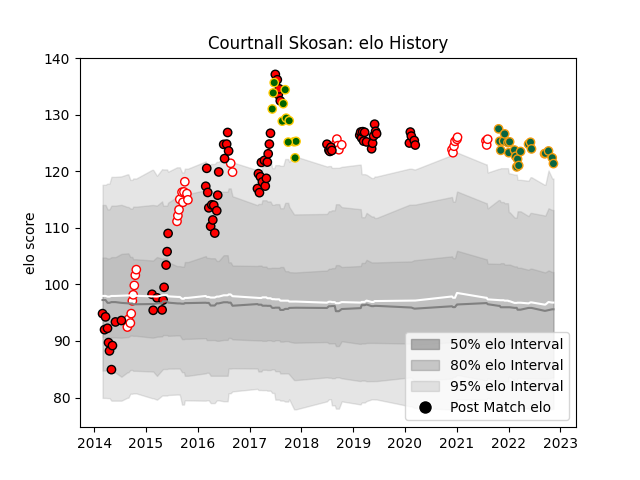 Courtnall Skosan: elo History
140
130
120
110
100
90
80
elo score
50% elo Interval
80% elo Interval
95% elo Interval
Post Match elo
2014 2015 2016 2017 2018 2019 2020 2021 2022 2023